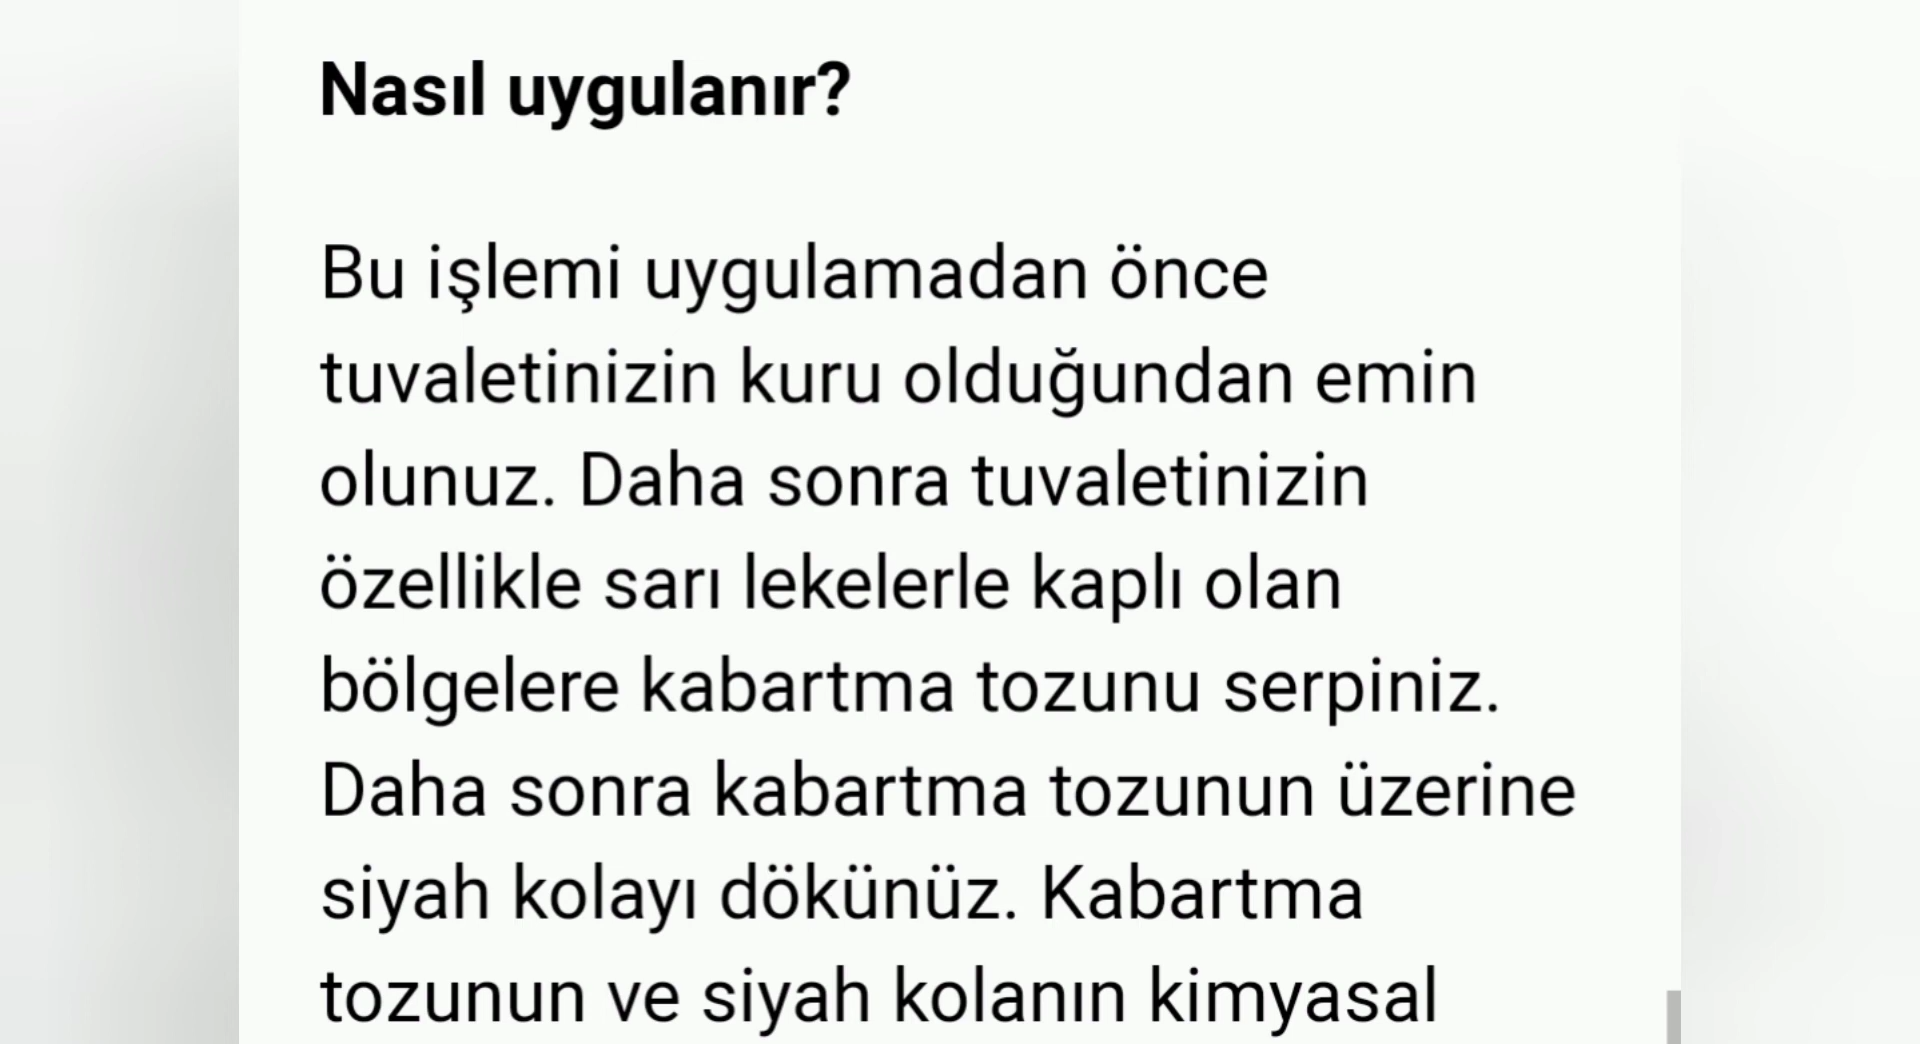 Nasıl uygulanır?
Bu işlemi uygulamadan önce
tuvaletinizin kuru olduğundan emin
olunuz. Daha sonra tuvaletinizin
özellikle sarı lekelerle kaplı olan
bölgelere kabartma tozunu serpiniz.
Daha sonra kabartma tozunun üzerine
siyah kolayı dökünüz. Kabartma
tozunun ve siyah kolanın kimyasal